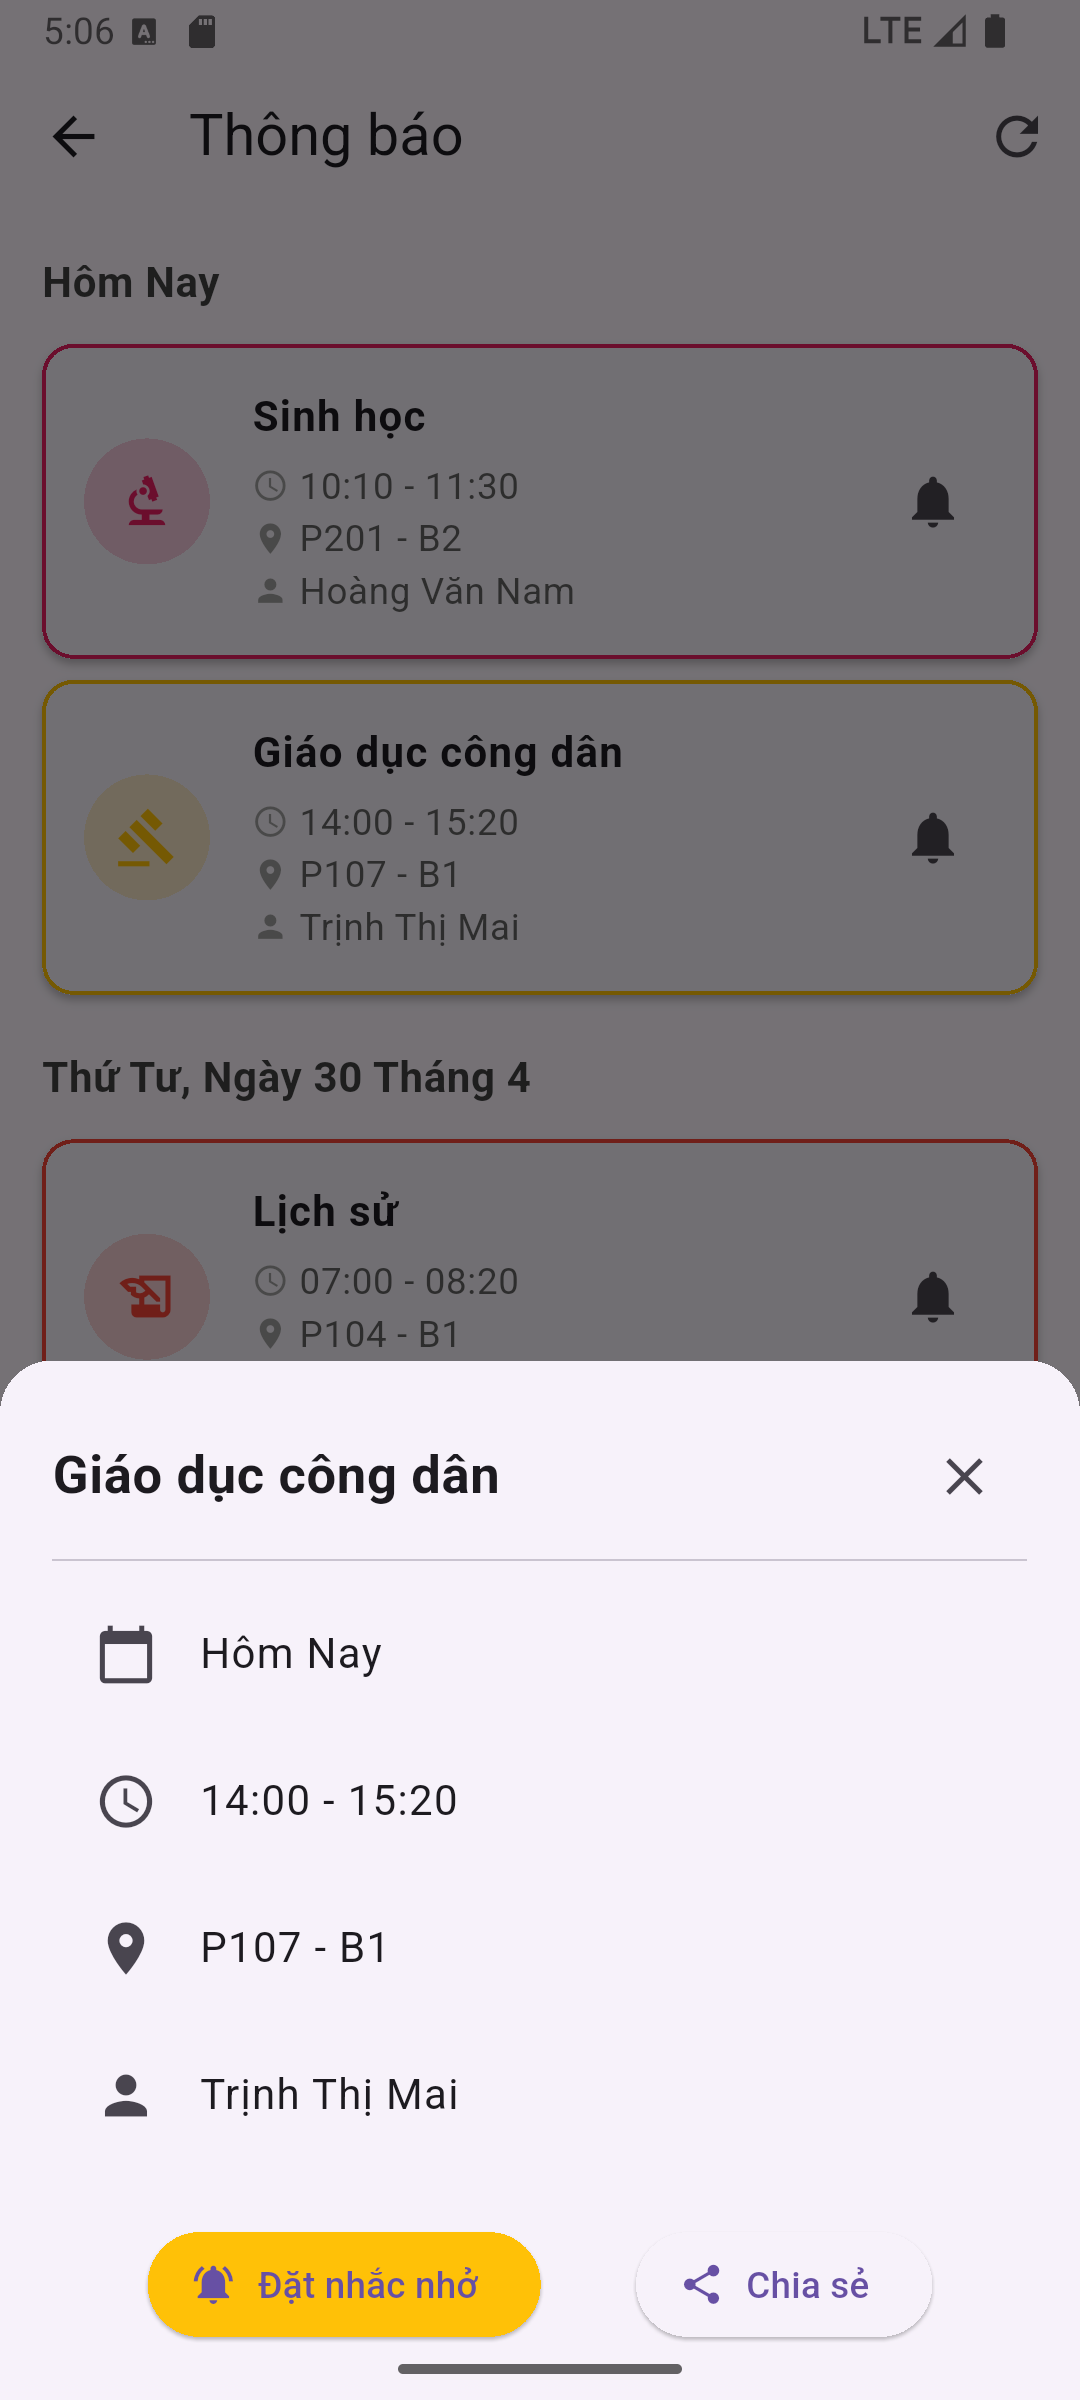 5:06
LTE
Thông báo
Hôm Nay
Sinh học
10:10 - 11:30
P201 - B2
Hoàng Văn Nam
Giáo dục công dân
14:00 - 15:20
P107 - B1
Trịnh Thị Mai
Thứ Tư, Ngày 30 Tháng 4
Lịch sử
07:00 - 08:20
P104 - B1
Giáo dục công dân
Hôm Nay
14:00 - 15:20
P107 - B1
Trịnh Thị Mai
Đặt nhắc nhở
Chia sẻ